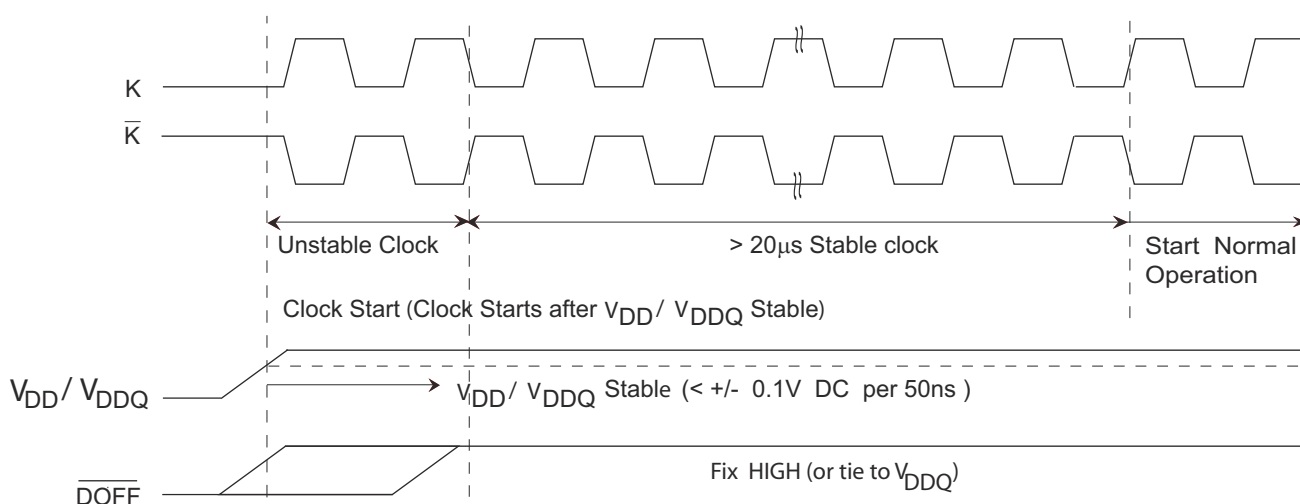 K
K̅
Unstable Clock
> 20μs Stable clock
Start Normal
Operation
Clock Start (Clock Starts after VDD / VDDQ Stable)
VDD / VDDQ
VDD / VDDQ Stable (< +/- 0.1V DC per 50ns )
Fix HIGH (or tie to VDDQ)
DOFF